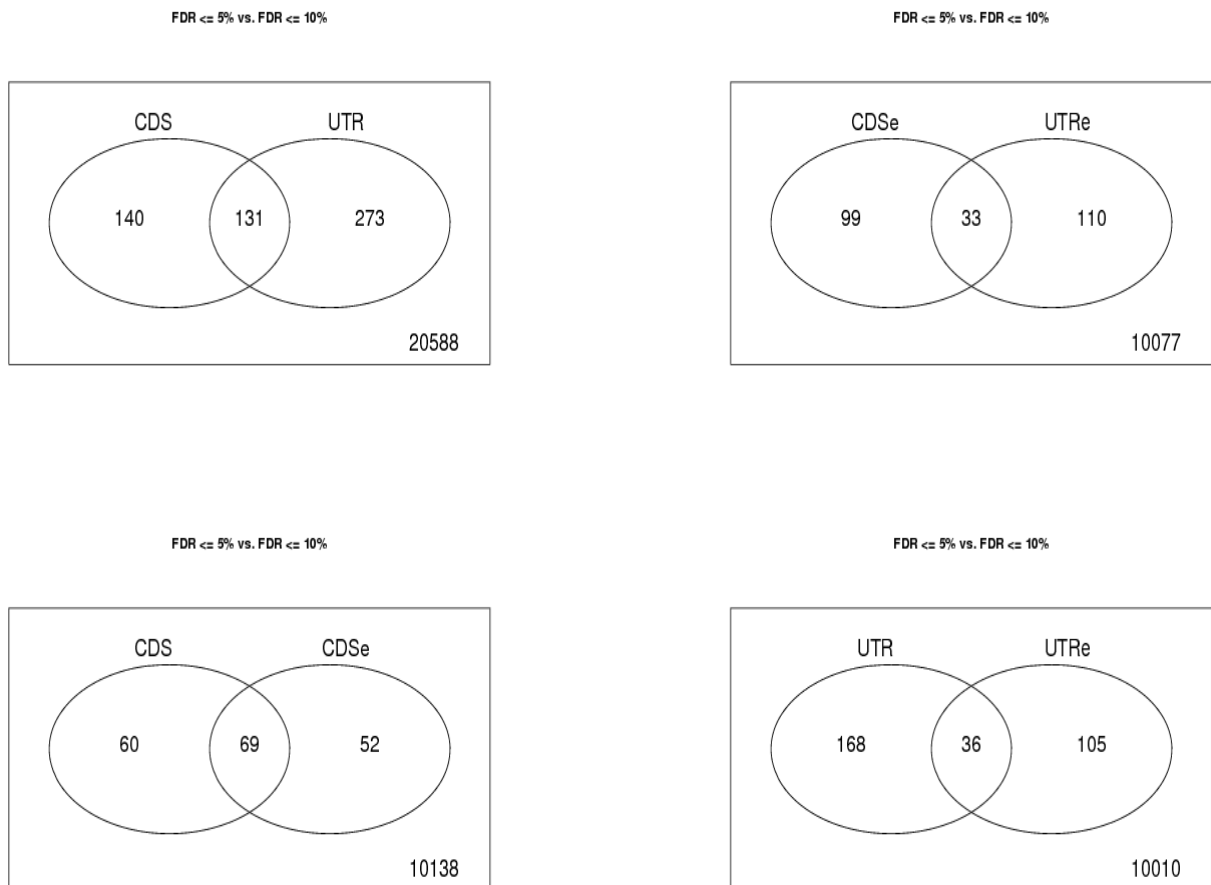 FDR <= 5% vs. FDR <= 10%
FDR <= 5% vs. FDR <= 10%
CDS UTR
140 131 273
20588
CDSe UTRe
99 33 110
10077
FDR <= 5% vs. FDR <= 10%
FDR <= 5% vs. FDR <= 10%
CDS CDSe
60 69 52
10138
UTR UTRe
168 36 105
10010